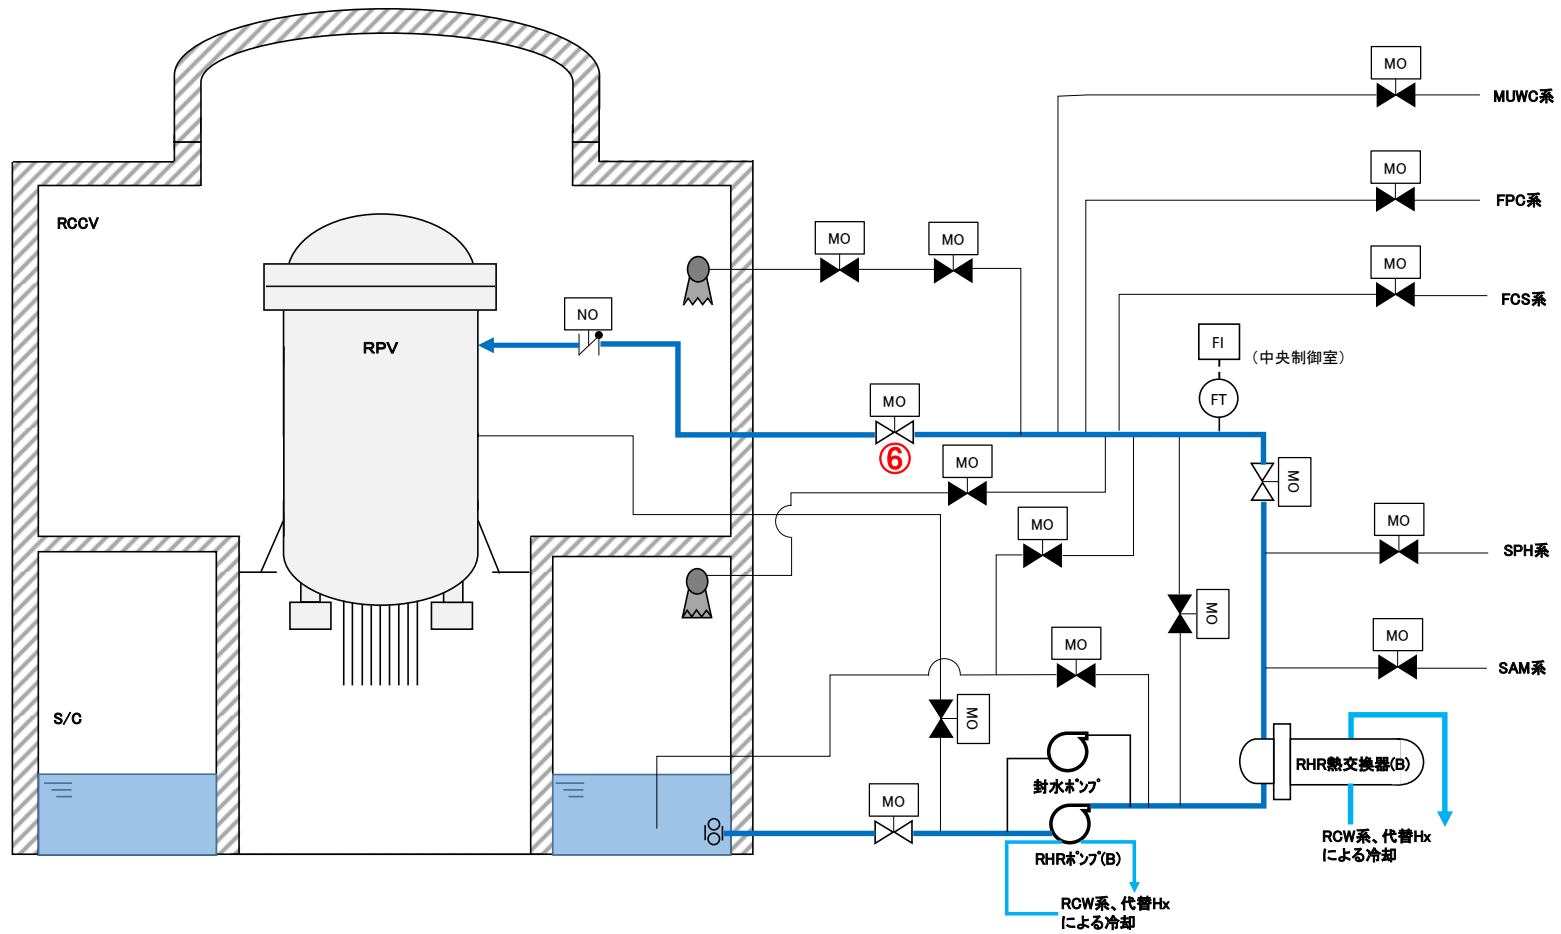 MO
MUWC系
MO
FPC系
RCCV
MO
MO
MO
FCS系
NO
RPV
FI
(中央制御室)
FT
MO
⑥
MO
MO
MO
MO
SPH系
MO
MO
MO
SAM系
S/C
MO
封水ポンプ
RHR熱交換器(B)
MO
RHRポンプ(B)
RCW系、代替Hx
による冷却
RCW系、代替Hx
による冷却